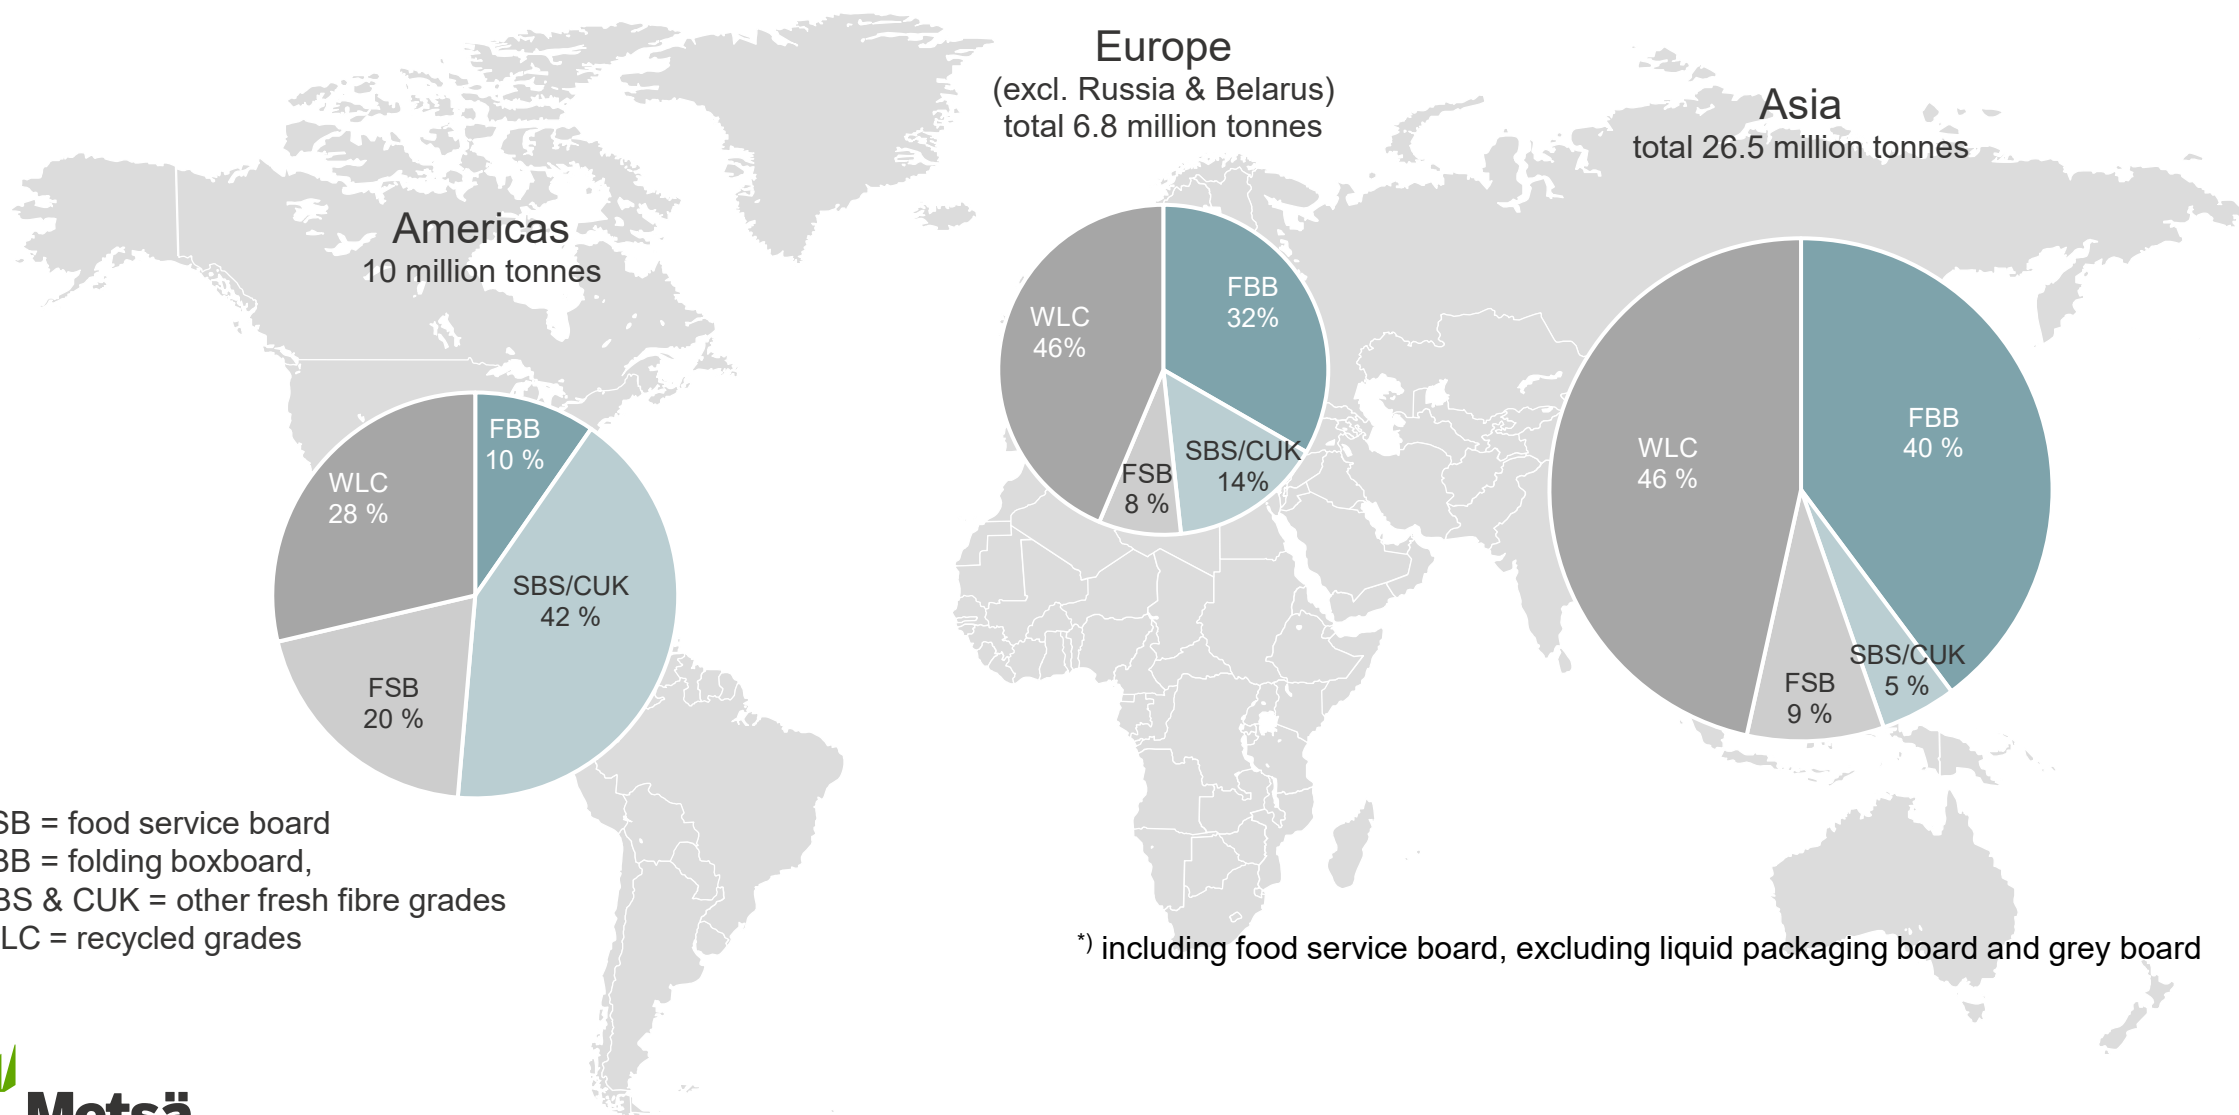 Europe
(excl. Russia & Belarus)
total 6.8 million tonnes
Asia
total 26.5 million tonnes
Americas
10 million tonnes
WLC
46%
FBB
32%
SBS/CUK
14%
FSB
8 %
FBB
10 %
WLC
28 %
SBS/CUK
42 %
FSB
20 %
FBB
40 %
WLC
46 %
SBS/CUK
5 %
FSB
9 %
SB = food service board
BB = folding boxboard,
BS & CUK = other fresh fibre grades
LC = recycled grades
*) including food service board, excluding liquid packaging board and grey board
Metsä